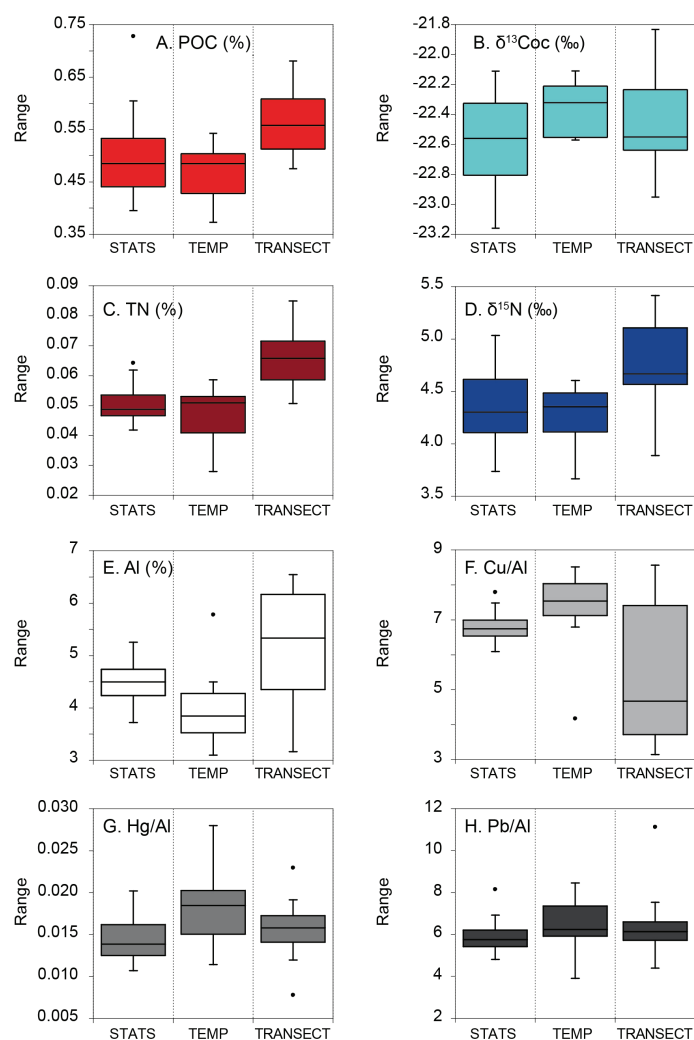 A. POC (%)
0.75
0.65
0.55
0.45
0.35
Range
STATS TEMP TRANSECT
B. δ¹³Coc (‰)
-21.8
-22.0
-22.2
-22.4
-22.6
-22.8
-23.0
-23.2
Range
STATS TEMP TRANSECT
C. TN (%)
0.09
0.08
0.07
0.06
0.05
0.04
0.03
0.02
Range
STATS TEMP TRANSECT
D. δ¹⁵N (‰)
5.5
5.0
4.5
4.0
3.5
Range
STATS TEMP TRANSECT
E. Al (%)
7
6
5
4
3
Range
STATS TEMP TRANSECT
F. Cu/Al
9
7
5
3
Range
STATS TEMP TRANSECT
G. Hg/Al
0.030
0.025
0.020
0.015
0.010
0.005
Range
STATS TEMP TRANSECT
H. Pb/Al
12
10
8
6
4
2
Range
STATS TEMP TRANSECT